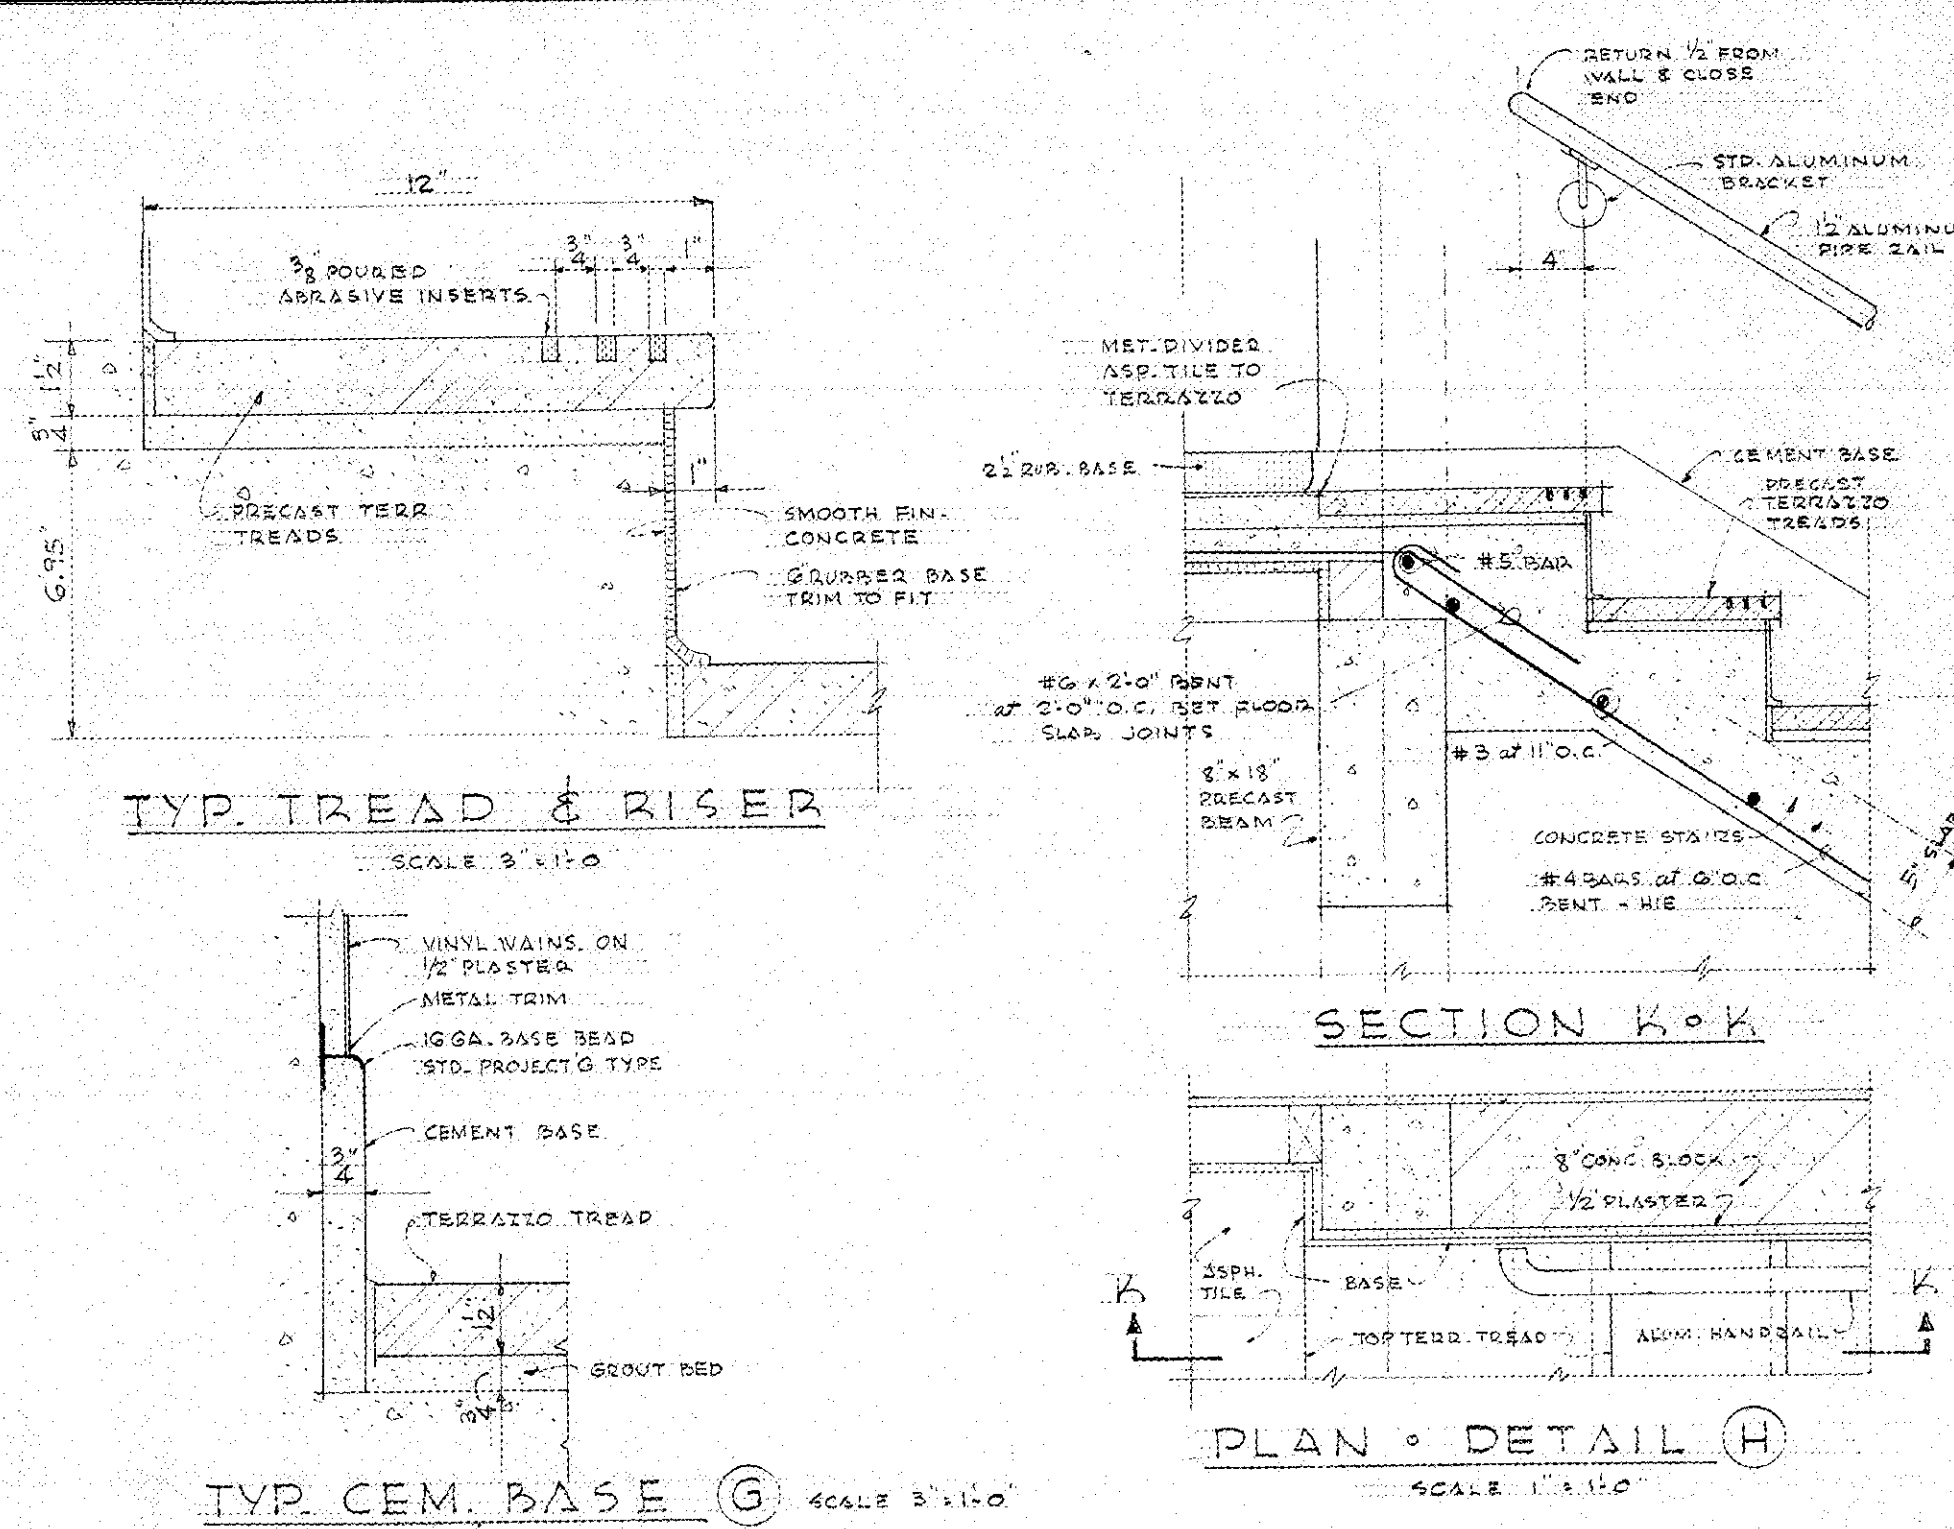 12"
3/8" POURED
ABRASIVE INSERTS
3/4"
3/4"
1"
1 1/2"
3/4"
6.95"
1"
PRECAST TERR
TREADS
SMOOTH FIN.
CONCRETE
6" RUBBER BASE
TRIM TO FIT
TYP. TREAD & RISER
SCALE 3" = 1'-0
VINYL WAINS. ON
1/2" PLASTER
METAL TRIM
16 GA. BASE BEAD
STD. PROJECT'G TYPE
CEMENT BASE
3/4"
TERRAZZO TREAD
1 1/2"
GROUT BED
3/4"
TYP. CEM. BASE G SCALE 3" = 1'-0"
RETURN 1/2" FROM
WALL & CLOSE
END
STD. ALUMINUM
BRACKET
1 1/2" ALUMINU
PIPE RAIL
4"
MET. DIVIDER
ASP. TILE TO
TERRAZZO
2 1/2" RUB. BASE
CEMENT BASE
PRECAST
TERRAZZO
TREADS
#5 BAR
#6 x 2'-0" BENT
at 2'-0" O.C. BET FLOOR
SLAB JOINTS
#3 at 11" O.C.
8" x 18"
PRECAST
BEAM
CONCRETE STAIRS
#4 BARS at 6" O.C.
BENT - HIE
5" SLAB
SECTION K • K
8" CONC. BLOCK
1/2" PLASTER
ASPH.
TILE
BASE
K
K
TOP TERR. TREAD
ALUM. HANDRAIL
PLAN • DETAIL H
SCALE 1" = 1'-0"